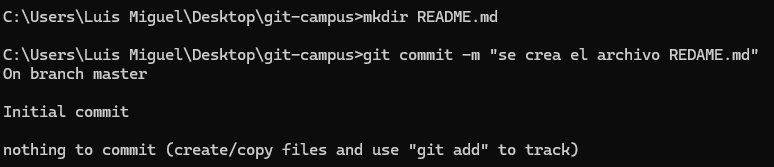 C:\Users\Luis Miguel\Desktop\git-campus>mkdir README.md
C:\Users\Luis Miguel\Desktop\git-campus>git commit -m "se crea el archivo REDAME.md"
On branch master
Initial commit
nothing to commit (create/copy files and use "git add" to track)